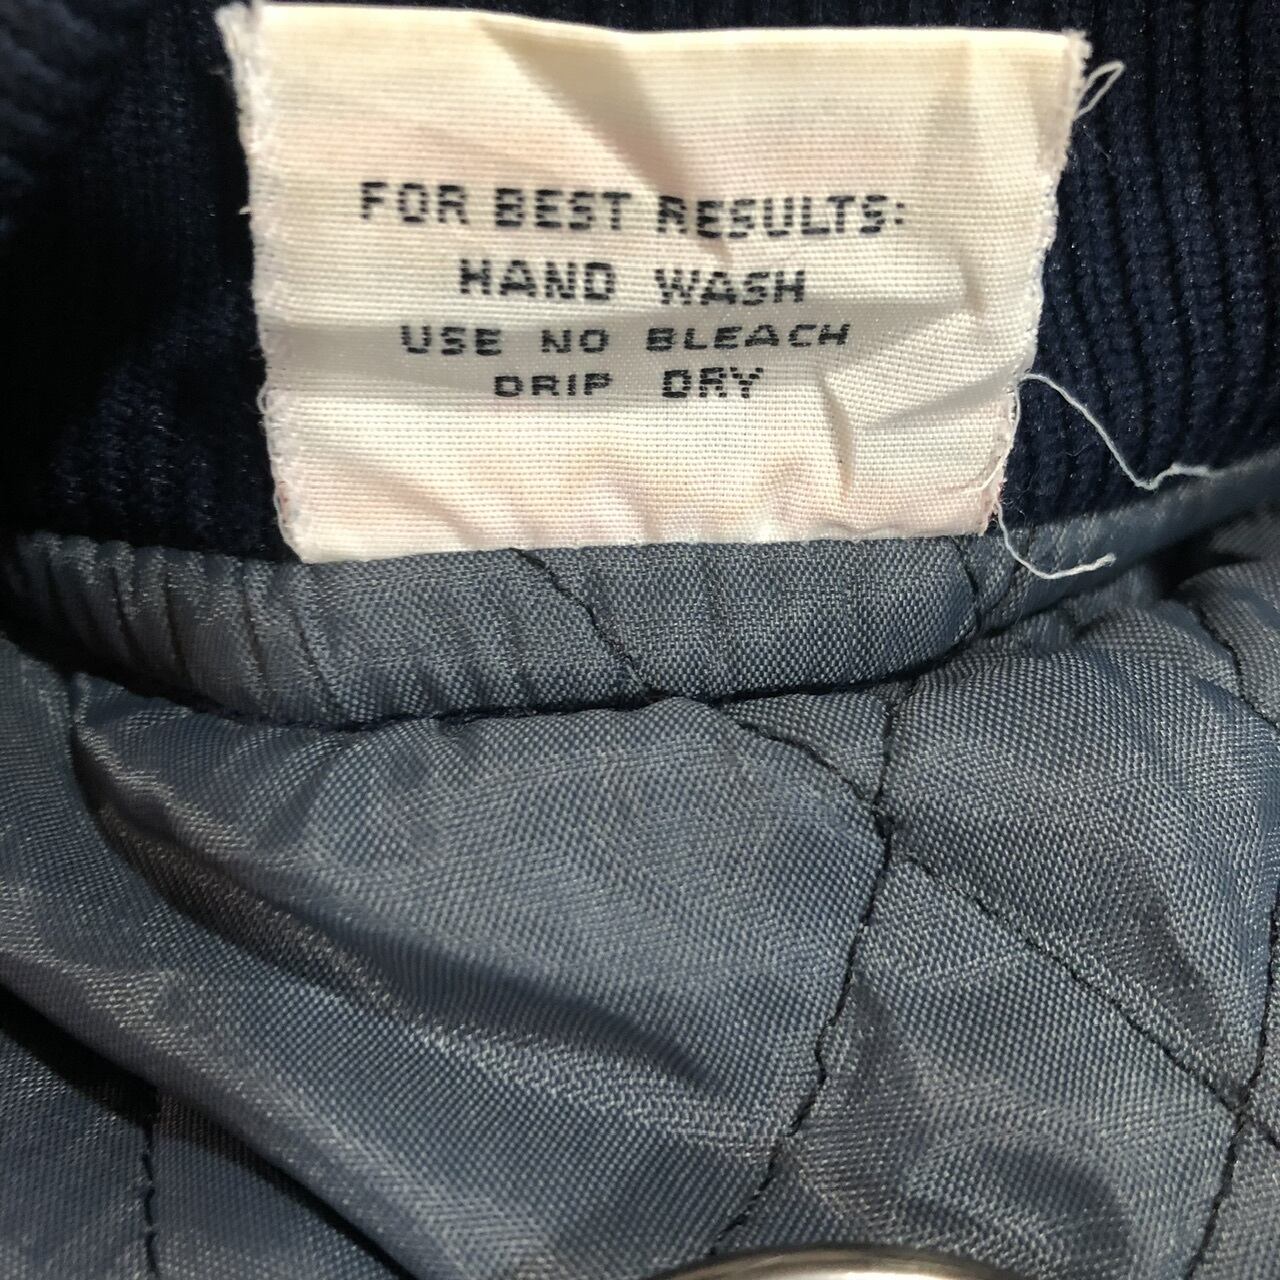 FOR BEST RESULTS:
HAND WASH
USE NO BLEACH
DRIP DRY